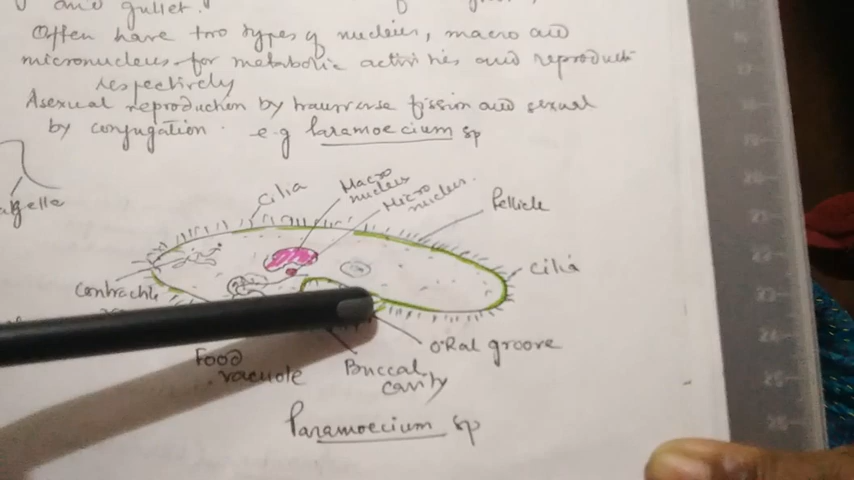 and gullet.
Often have two types of nucleus, macro and
micronucleus for metabolic activities and reproducti
respectively
Asexual reproduction by transverse fission and sexual
by conjugation. e.g Paramoecium sp
Cilia
Macro
nucleus
Micro
nucleus.
Pellicle
Cilia
Contractile
Oral groove
Food
vacuole
Buccal
cavity
Paramoecium sp